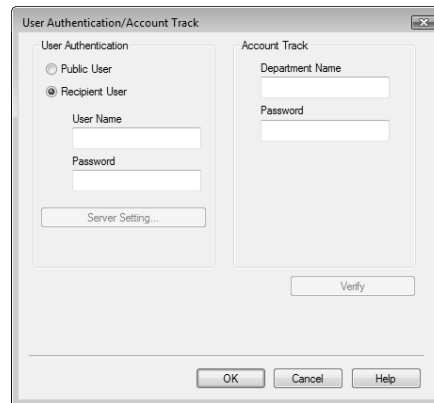 User Authentication/Account Track
User Authentication
Public User
Recipient User
User Name
Password
Server Setting...
Account Track
Department Name
Password
Verify
OK Cancel Help